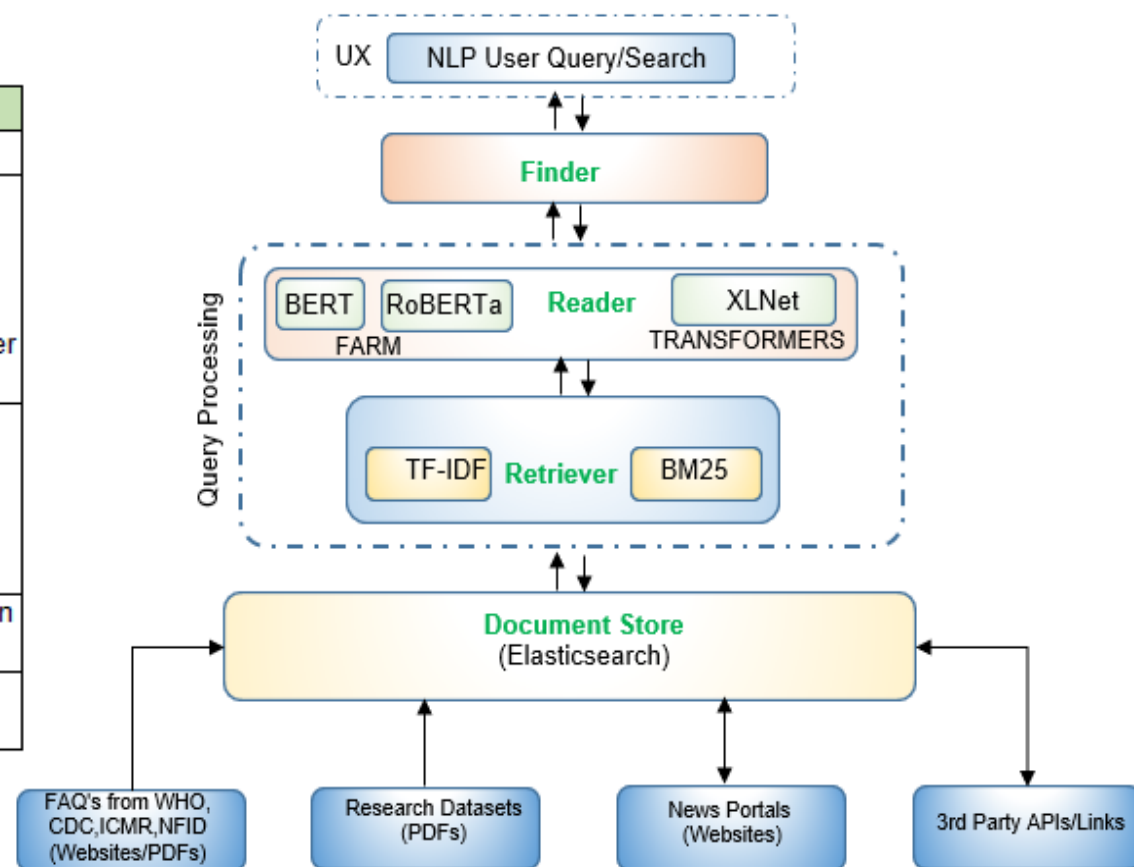 UX
NLP User Query/Search
Finder
Query Processing
BERT
RoBERTa
Reader
XLNet
FARM
TRANSFORMERS
er
TF-IDF
Retriever
BM25
n
Document Store
(Elasticsearch)
FAQ's from WHO,
CDC,ICMR,NFID
(Websites/PDFs)
Research Datasets
(PDFs)
News Portals
(Websites)
3rd Party APIs/Links